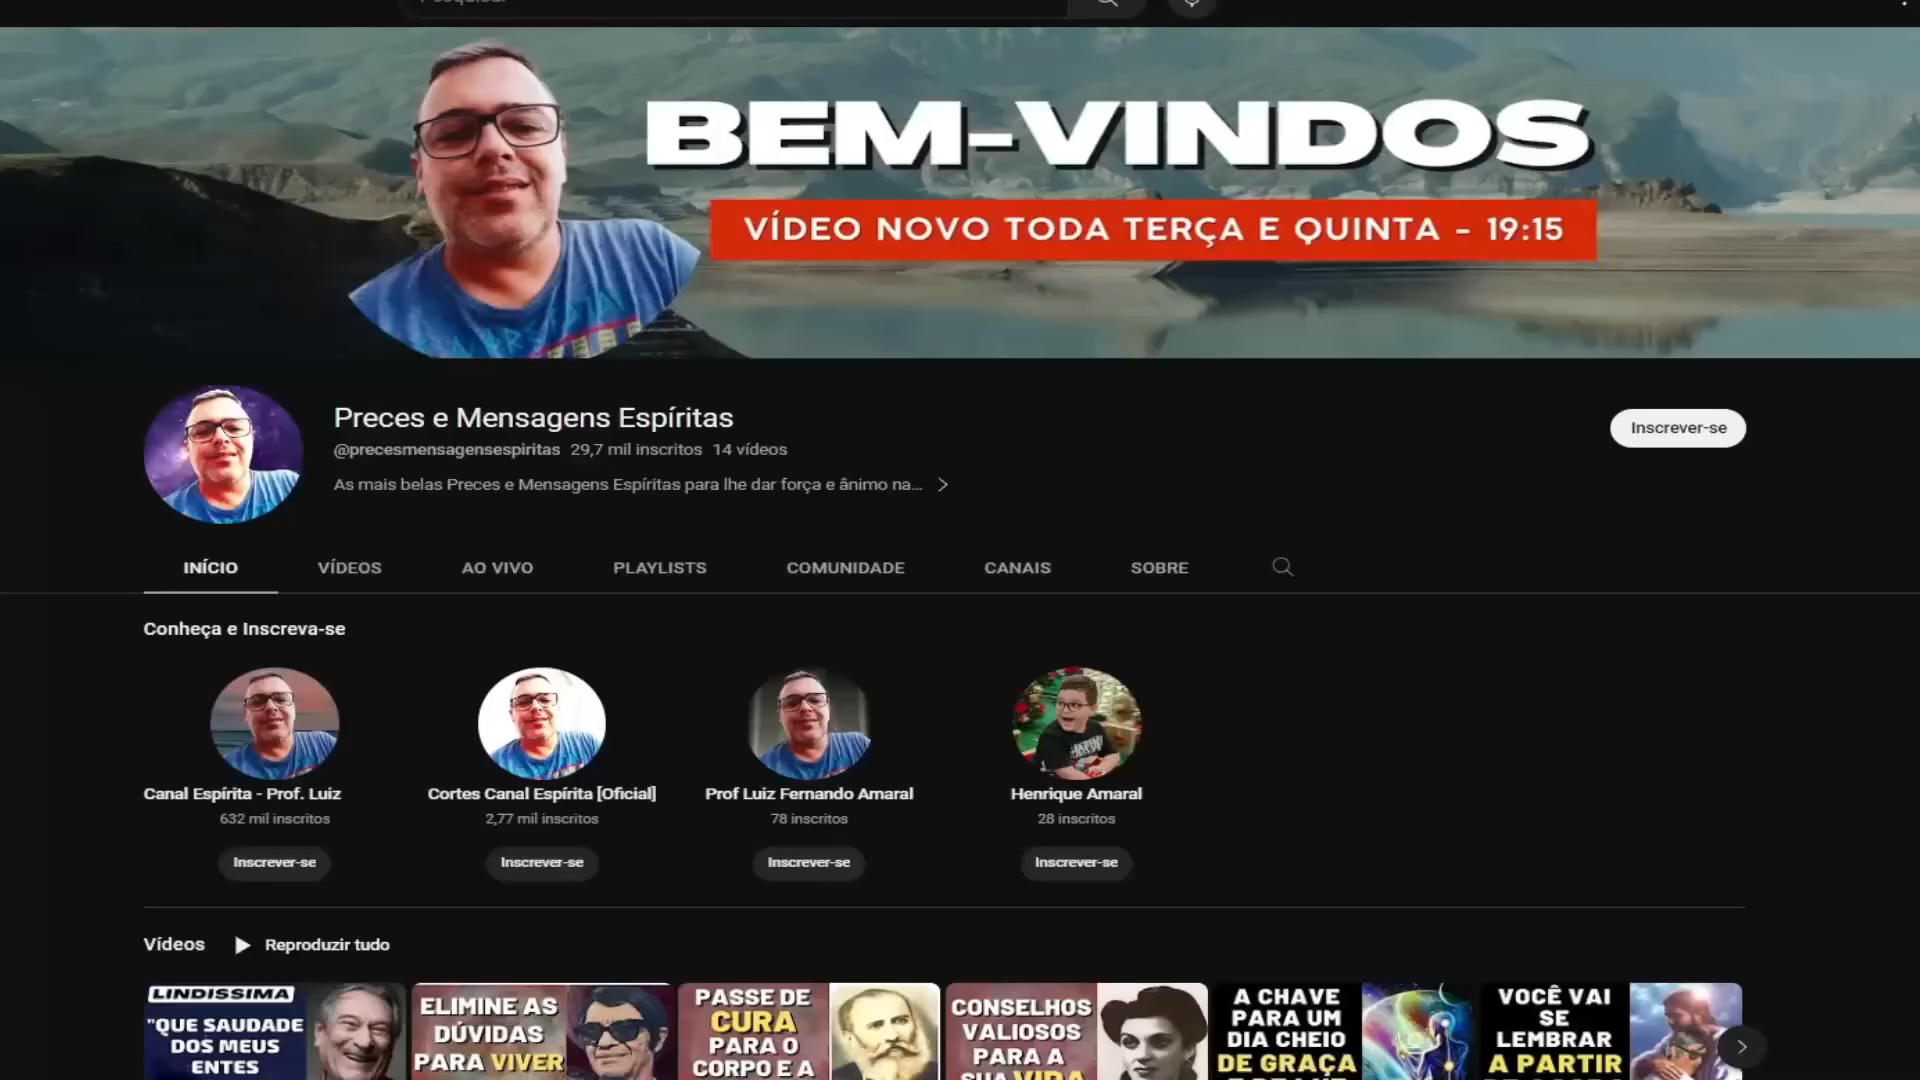 BEM-VINDOS
VÍDEO NOVO TODA TERÇA E QUINTA - 19:15
Preces e Mensagens Espíritas
@precesmensagensespiritas 29,7 mil inscritos 14 vídeos
As mais belas Preces e Mensagens Espíritas para lhe dar força e ânimo na...
Inscrever-se
INÍCIO VÍDEOS AO VIVO PLAYLISTS COMUNIDADE CANAIS SOBRE
Conheça e Inscreva-se
Canal Espírita - Prof. Luiz
632 mil inscritos
Inscrever-se
Cortes Canal Espírita [Oficial]
2,77 mil inscritos
Inscrever-se
Prof Luiz Fernando Amaral
78 inscritos
Inscrever-se
Henrique Amaral
28 inscritos
Inscrever-se
Vídeos Reproduzir tudo
LINDISSIMA
"QUE SAUDADE
DOS MEUS
ENTES
ELIMINE AS
DÚVIDAS
PARA VIVER
PASSE DE
CURA
PARA O
CORPO E A
CONSELHOS
VALIOSOS
PARA A
SUA VIDA
A CHAVE
PARA UM
DIA CHEIO
DE GRAÇA
VOCÊ VAI
SE
LEMBRAR
A PARTIR